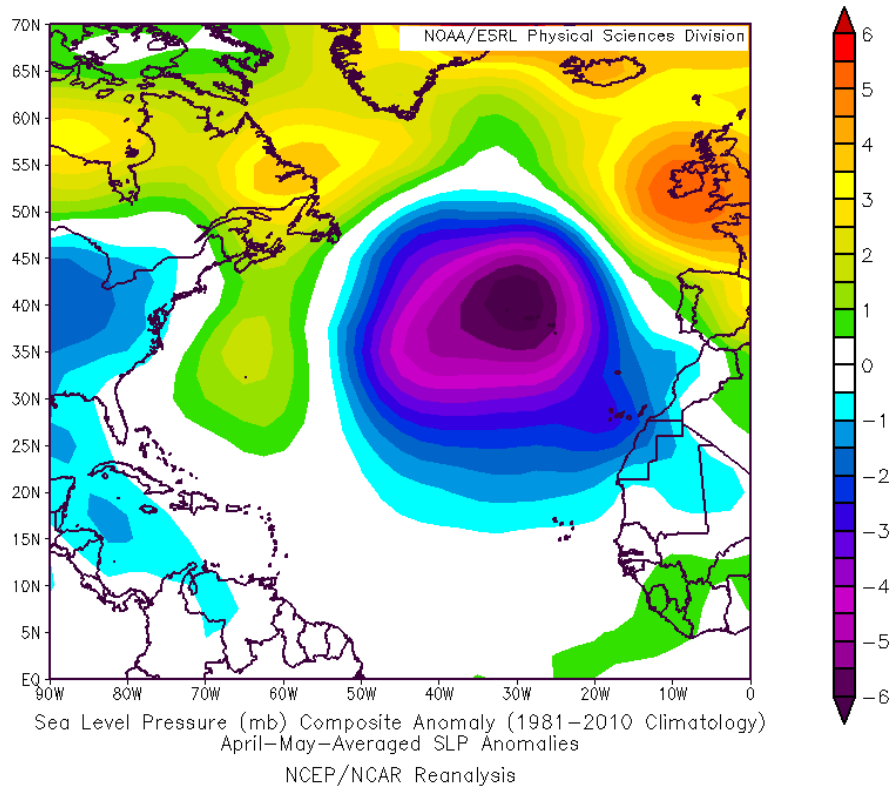 NOAA/ESRL Physical Sciences Division
70N
65N
60N
55N
50N
45N
40N
35N
30N
25N
20N
15N
10N
5N
EQ
90W 80W 70W 60W 50W 40W 30W 20W 10W 0
6
5
4
3
2
1
0
-1
-2
-3
-4
-5
-6
Sea Level Pressure (mb) Composite Anomaly (1981-2010 Climatology)
April-May-Averaged SLP Anomalies
NCEP/NCAR Reanalysis